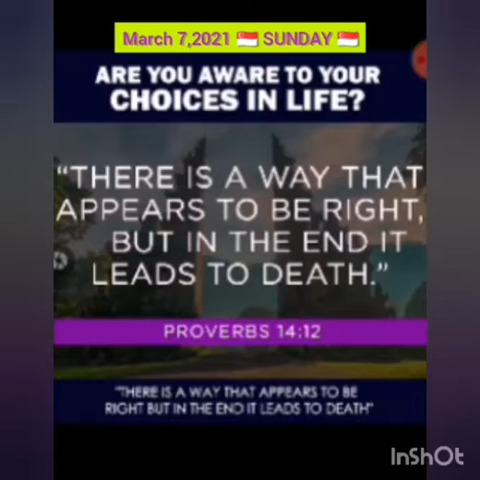 March 7,2021 🇸🇬 SUNDAY 🇸🇬
ARE YOU AWARE TO YOUR
CHOICES IN LIFE?
“THERE IS A WAY THAT
APPEARS TO BE RIGHT,
BUT IN THE END IT
LEADS TO DEATH.”
PROVERBS 14:12
"THERE IS A WAY THAT APPEARS TO BE
RIGHT BUT IN THE END IT LEADS TO DEATH"
InShOt